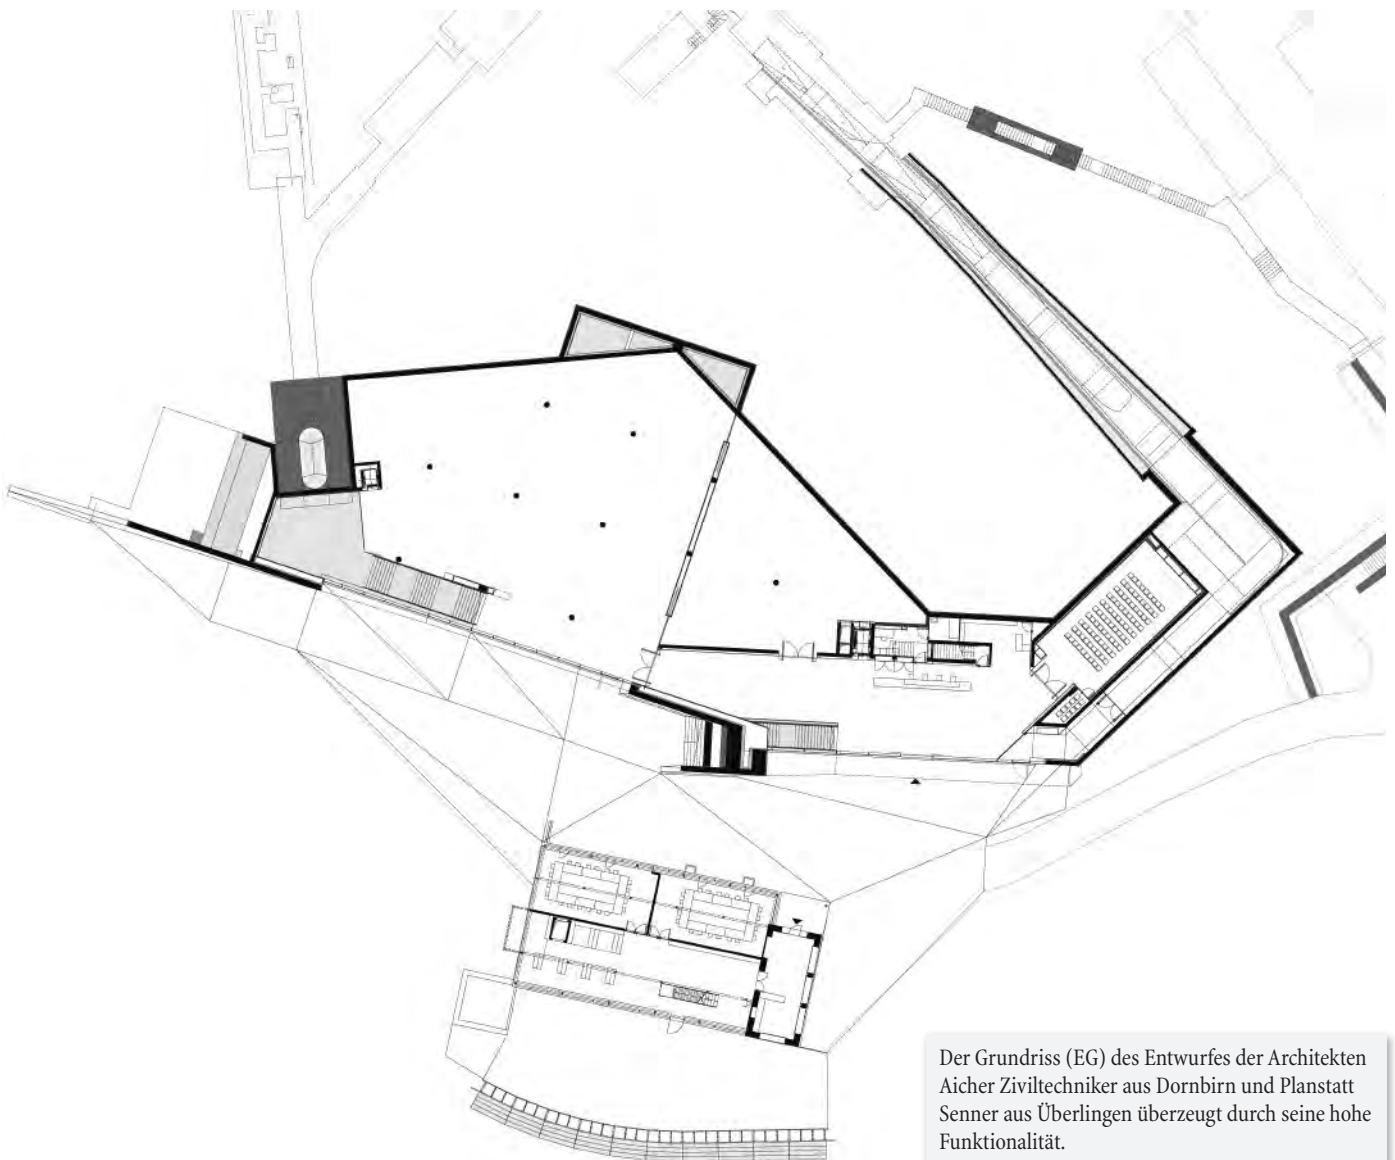 Der Grundriss (EG) des Entwurfes der Architekten
Aicher Ziviltechniker aus Dornbirn und Planstatt
Senner aus Überlingen überzeugt durch seine hohe
Funktionalität.